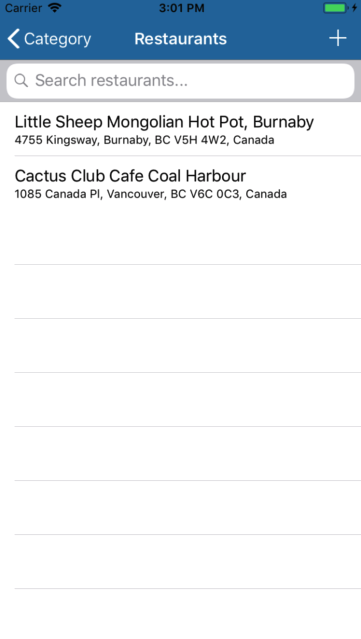 Carrier 3:01 PM
Category Restaurants +
Search restaurants...
Little Sheep Mongolian Hot Pot, Burnaby
4755 Kingsway, Burnaby, BC V5H 4W2, Canada
Cactus Club Cafe Coal Harbour
1085 Canada Pl, Vancouver, BC V6C 0C3, Canada